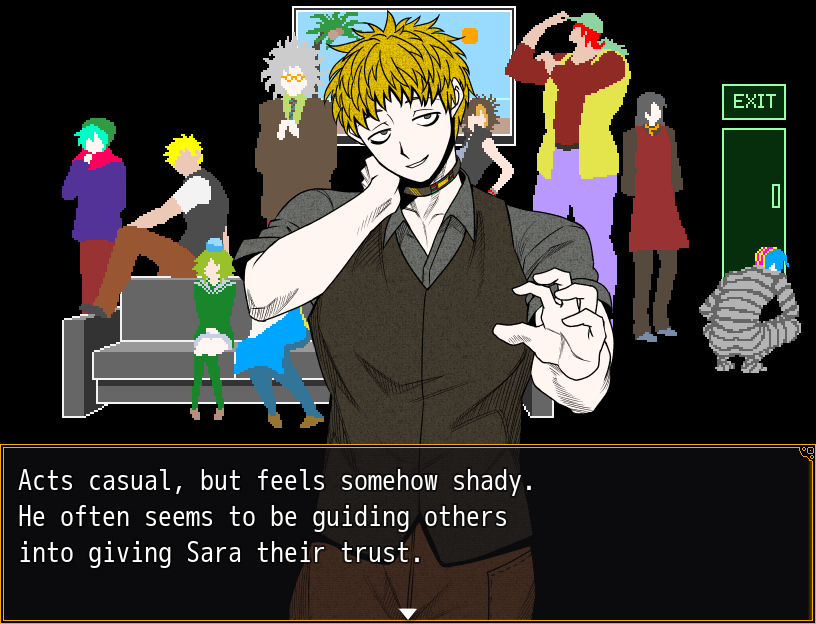 EXIT
Acts casual, but feels somehow shady.
He often seems to be guiding others
into giving Sara their trust.